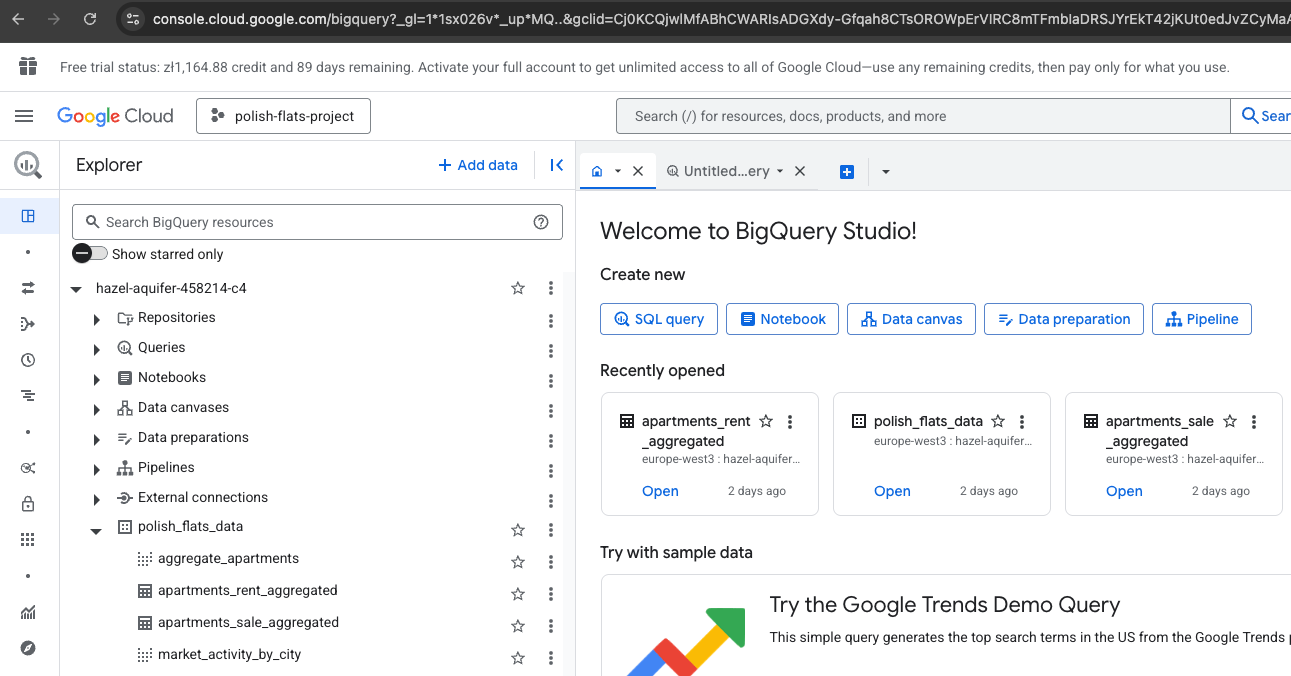 console.cloud.google.com/bigquery?_gl=1*1sx026v*_up*MQ..&gclid=
Free trial status: zł1,164.88 credit and 89 days remaining. Activate your full account to get unlimited access to all of Google Cloud—use any remaining credits, then pay only for what you use.
Google Cloud
polish-flats-project
Search (/) for resources, docs, products, and more
Sear
Explorer
+ Add data
Untitled...ery
Search BigQuery resources
Show starred only
hazel-aquifer-458214-c4
Repositories
Queries
Notebooks
Data canvases
Data preparations
Pipelines
External connections
polish_flats_data
aggregate_apartments
apartments_rent_aggregated
apartments_sale_aggregated
market_activity_by_city
Welcome to BigQuery Studio!
Create new
SQL query
Notebook
Data canvas
Data preparation
Pipeline
Recently opened
apartments_rent
_aggregated
europe-west3 : hazel-aquifer...
Open
2 days ago
polish_flats_data
europe-west3 : hazel-aquifer...
Open
2 days ago
apartments_sale
_aggregated
europe-west3 : hazel-aquifer...
Open
2 days ago
Try with sample data
Try the Google Trends Demo Query
This simple query generates the top search terms in the US from the Google Trends